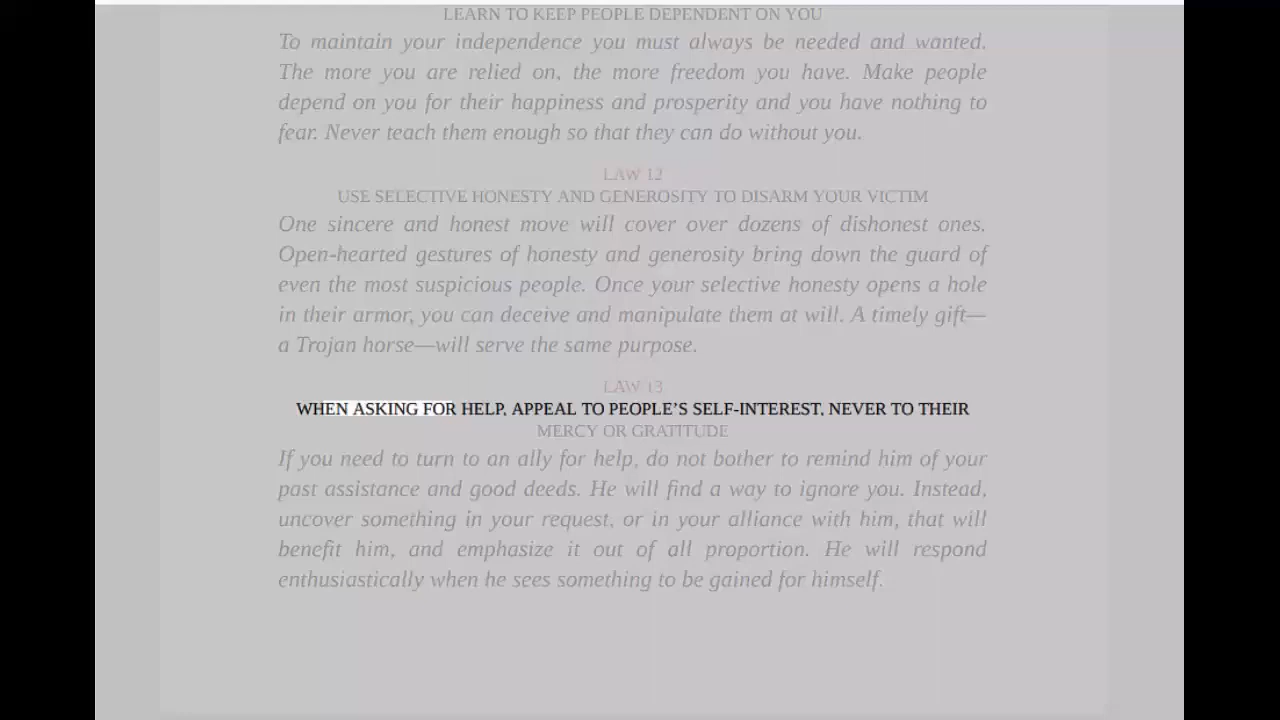 LEARN TO KEEP PEOPLE DEPENDENT ON YOU
To maintain your independence you must always be needed and wanted.
The more you are relied on, the more freedom you have. Make people
depend on you for their happiness and prosperity and you have nothing to
fear. Never teach them enough so that they can do without you.
LAW 12
USE SELECTIVE HONESTY AND GENEROSITY TO DISARM YOUR VICTIM
One sincere and honest move will cover over dozens of dishonest ones.
Open-hearted gestures of honesty and generosity bring down the guard of
even the most suspicious people. Once your selective honesty opens a hole
in their armor, you can deceive and manipulate them at will. A timely gift—
a Trojan horse—will serve the same purpose.
LAW 13
WHEN ASKING FOR HELP, APPEAL TO PEOPLE’S SELF-INTEREST, NEVER TO THEIR
MERCY OR GRATITUDE
If you need to turn to an ally for help, do not bother to remind him of your
past assistance and good deeds. He will find a way to ignore you. Instead,
uncover something in your request, or in your alliance with him, that will
benefit him, and emphasize it out of all proportion. He will respond
enthusiastically when he sees something to be gained for himself.